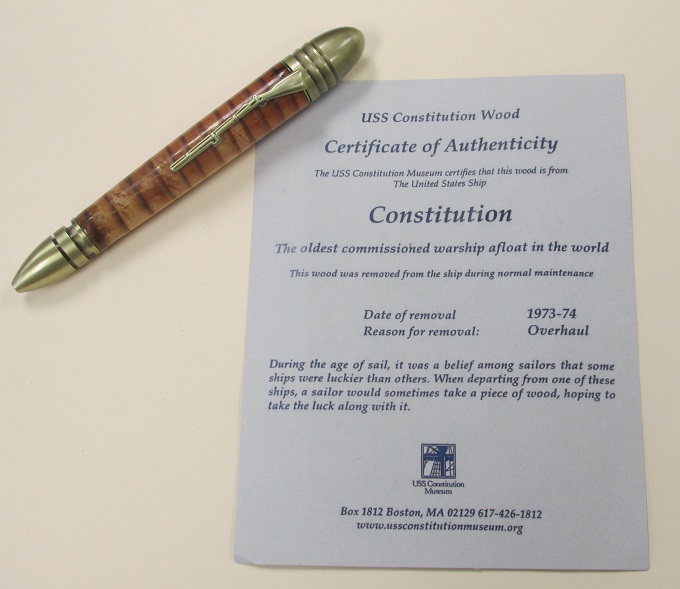 USS Constitution Wood
Certificate of Authenticity
The USS Constitution Museum certifies that this wood is from
The United States Ship
Constitution
The oldest commissioned warship afloat in the world
This wood was removed from the ship during normal maintenance
Date of removal 1973-74
Reason for removal: Overhaul
During the age of sail, it was a belief among sailors that some
ships were luckier than others. When departing from one of these
ships, a sailor would sometimes take a piece of wood, hoping to
take the luck along with it.
USS Constitution
Museum
Box 1812 Boston, MA 02129 617-426-1812
www.ussconstitutionmuseum.org